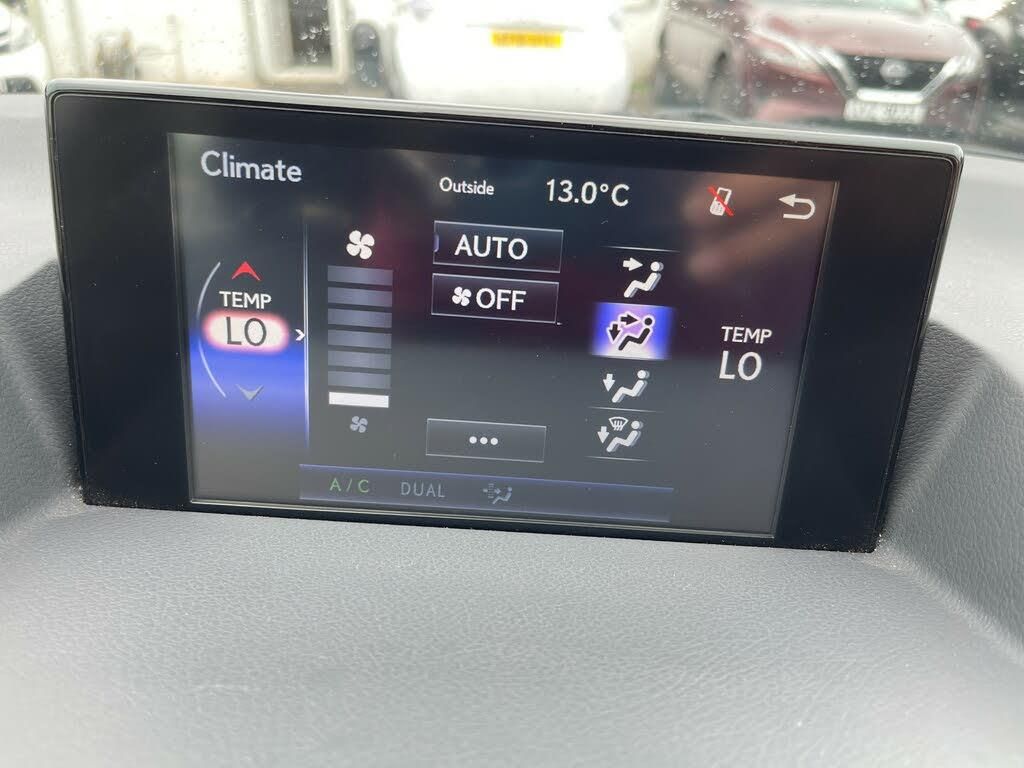 Climate
Outside 13.0°C
AUTO
TEMP
LO
OFF
TEMP
LO
•••
A/C DUAL